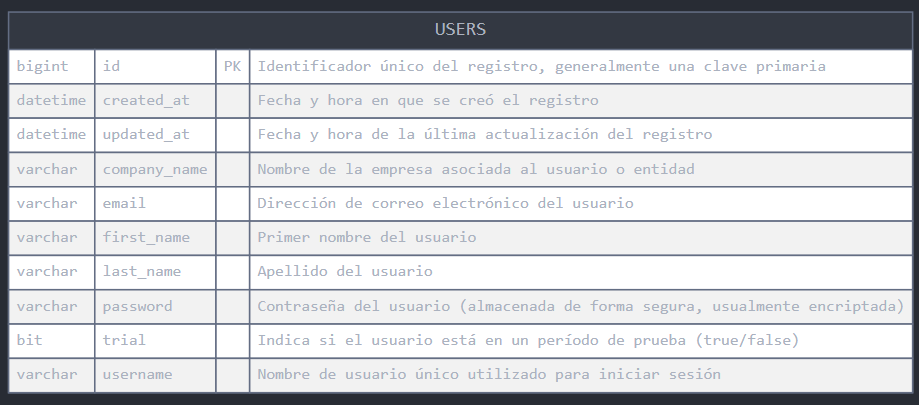 USERS
bigint id PK Identificador único del registro, generalmente una clave primaria
datetime created_at Fecha y hora en que se creó el registro
datetime updated_at Fecha y hora de la última actualización del registro
varchar company_name Nombre de la empresa asociada al usuario o entidad
varchar email Dirección de correo electrónico del usuario
varchar first_name Primer nombre del usuario
varchar last_name Apellido del usuario
varchar password Contraseña del usuario (almacenada de forma segura, usualmente encriptada)
bit trial Indica si el usuario está en un período de prueba (true/false)
varchar username Nombre de usuario único utilizado para iniciar sesión